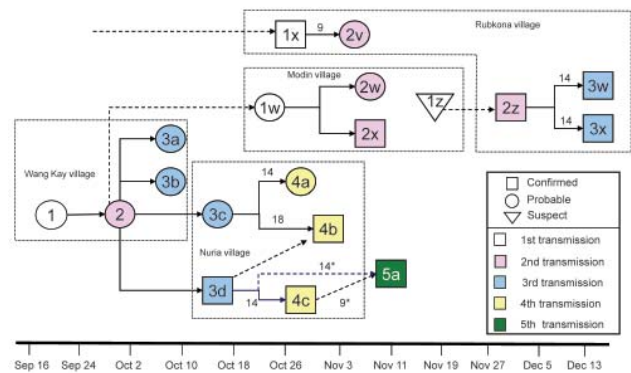 Rubkona village
1x
9
2v
Modin village
1w
2w
2x
1z
2z
14
3w
14
3x
Wang Kay village
1
2
3a
3b
Nuria village
3c
14
4a
18
4b
3d
14*
14
4c
9*
5a
Confirmed
Probable
Suspect
1st transmission
2nd transmission
3rd transmission
4th transmission
5th transmission
Sep 16 Sep 24 Oct 2 Oct 10 Oct 18 Oct 26 Nov 3 Nov 11 Nov 19 Nov 27 Dec 5 Dec 13